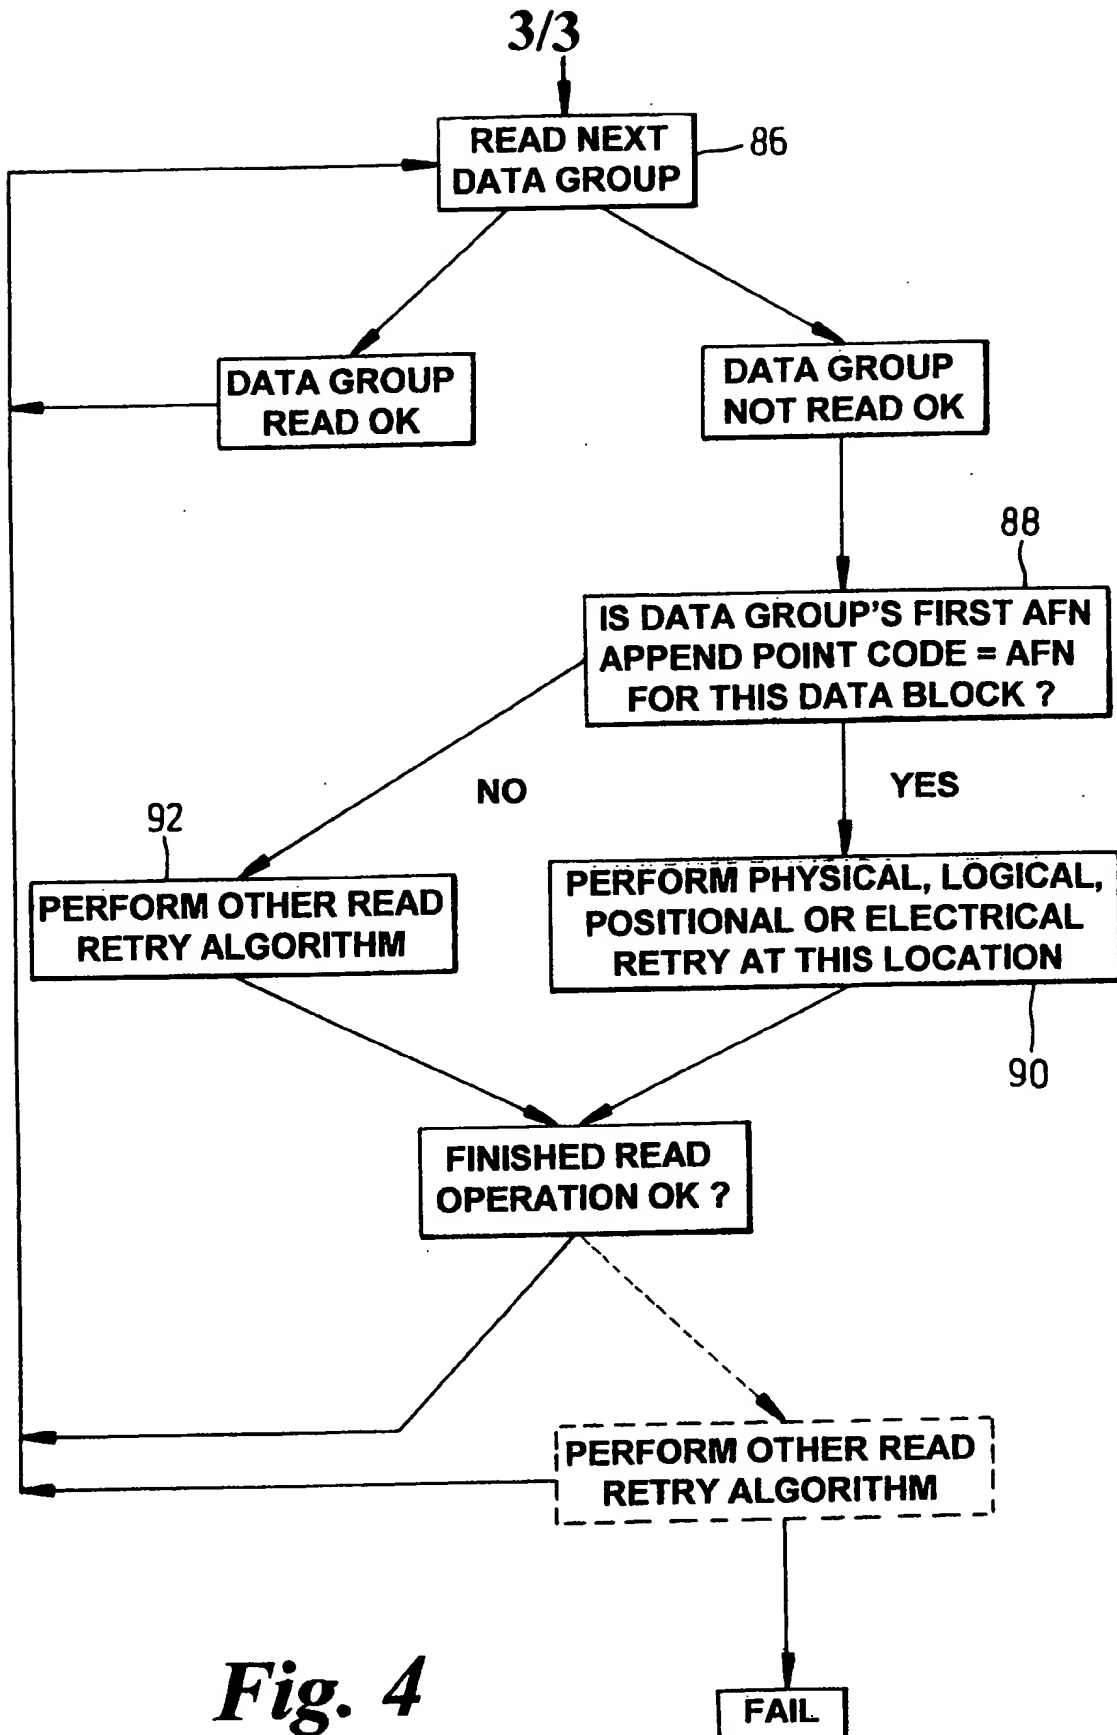 3/3
READ NEXT
DATA GROUP
86
DATA GROUP
READ OK
DATA GROUP
NOT READ OK
88
IS DATA GROUP'S FIRST AFN
APPEND POINT CODE = AFN
FOR THIS DATA BLOCK ?
NO
YES
92
PERFORM OTHER READ
RETRY ALGORITHM
PERFORM PHYSICAL, LOGICAL,
POSITIONAL OR ELECTRICAL
RETRY AT THIS LOCATION
90
FINISHED READ
OPERATION OK ?
PERFORM OTHER READ
RETRY ALGORITHM
FAIL
Fig. 4